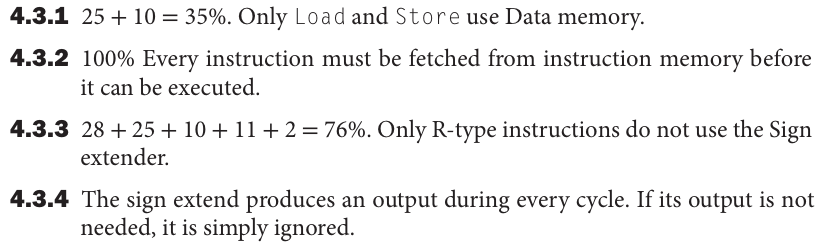 4.3.1 25 + 10 = 35%. Only Load and Store use Data memory.
4.3.2 100% Every instruction must be fetched from instruction memory before
it can be executed.
4.3.3 28 + 25 + 10 + 11 + 2 = 76%. Only R-type instructions do not use the Sign
extender.
4.3.4 The sign extend produces an output during every cycle. If its output is not
needed, it is simply ignored.